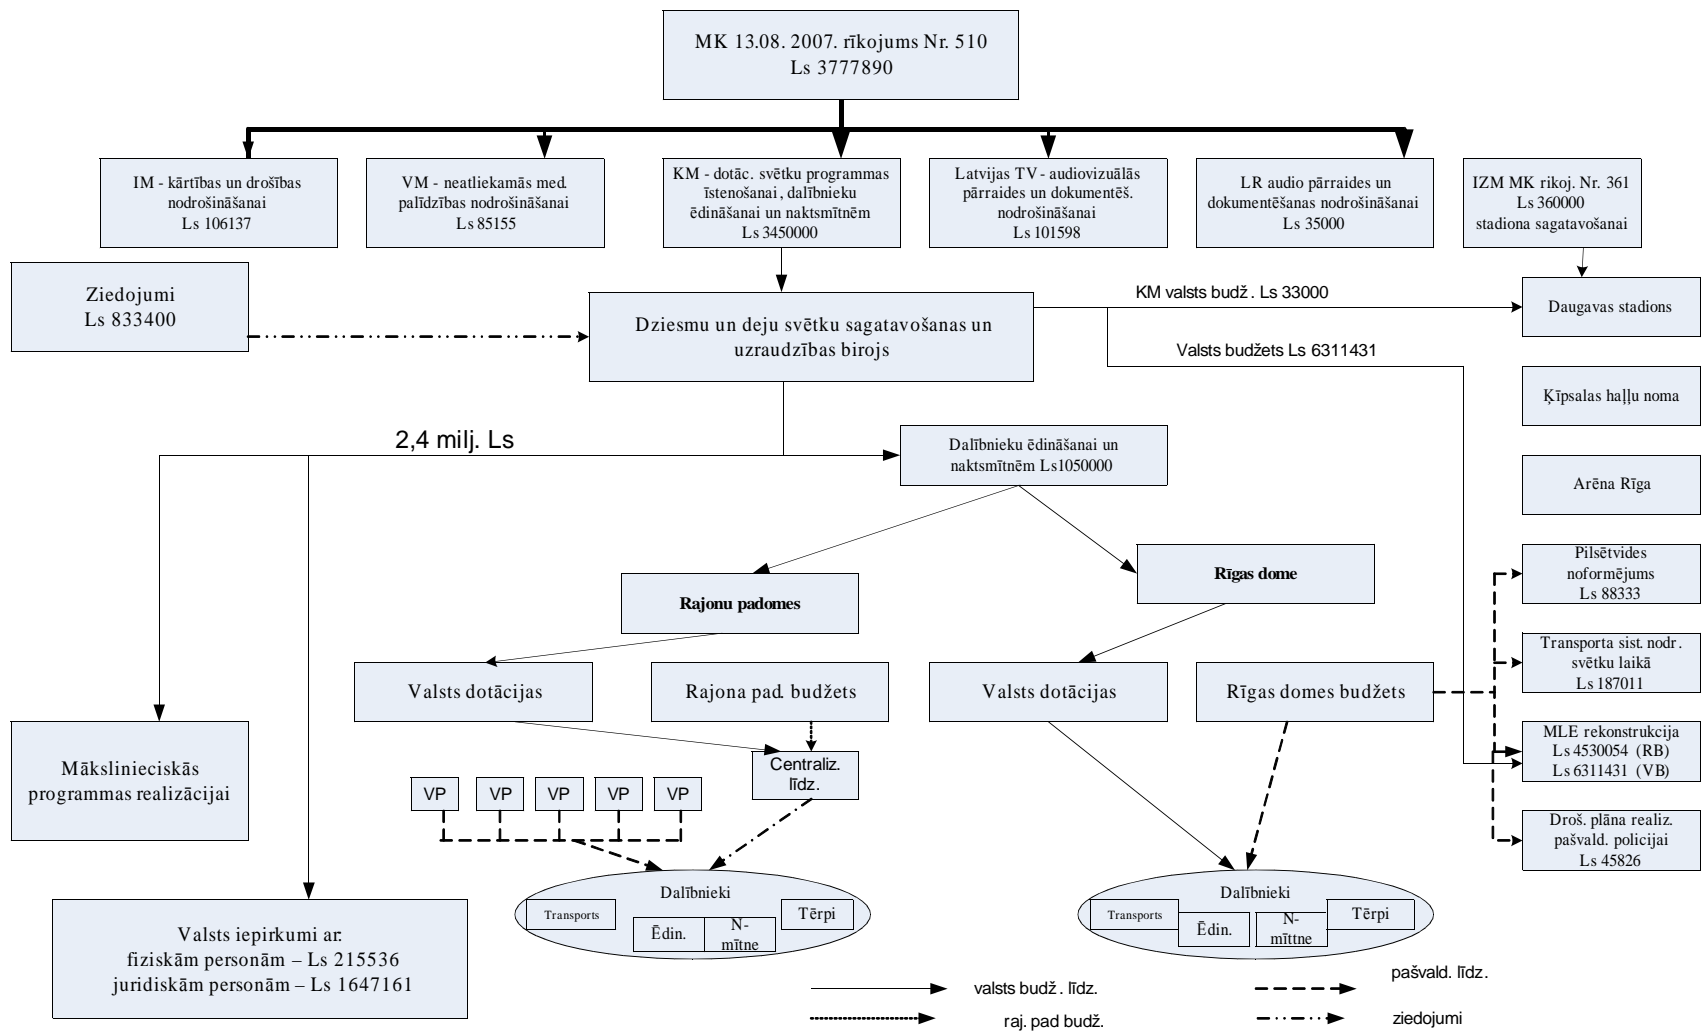 MK 13.08. 2007. rīkojums Nr. 510
Ls 3777890
IM - kārtības un drošības
nodrošināšanai
Ls 106137
VM - neatliekamās med.
palīdzības nodrošināšanai
Ls 85155
KM - dotāc. svētku programmas
īstenošanai, dalībnieku
ēdināšanai un naktsmītnēm
Ls 3450000
Latvijas TV - audiovizuālās
pārraides un dokumentēš.
nodrošināšanai
Ls 101598
LR audio pārraides un
dokumentēšanas nodrošināšanai
Ls 35000
IZM MK rikoj. Nr. 361
Ls 360000
stadiona sagatavošanai
Ziedojumi
Ls 833400
Dziesmu un deju svētku sagatavošanas un
uzraudzības birojs
KM valsts budž. Ls 33000
Valsts budžets Ls 6311431
Daugavas stadions
Ķīpsalas haļļu noma
Arēna Rīga
2,4 milj. Ls
Dalībnieku ēdināšanai un
naktsmītnēm Ls1050000
Rajonu padomes
Rīgas dome
Pilsētvides
noformējums
Ls 88333
Valsts dotācijas
Rajona pad. budžets
Valsts dotācijas
Rīgas domes budžets
Transporta sist. nodr.
svētku laikā
Ls 187011
Mākslinieciskās
programmas realizācijai
Centraliz.
līdz.
MLE rekonstrukcija
Ls 4530054 (RB)
Ls 6311431 (VB)
VP
VP
VP
VP
VP
Droš. plāna realiz.
pašvald. policijai
Ls 45826
Dalībnieki
Transports
Ēdin.
N-
mītne
Tērpi
Dalībnieki
Transports
Ēdin.
N-
mīttne
Tērpi
Valsts iepirkumi ar:
fiziskām personām – Ls 215536
juridiskām personām – Ls 1647161
valsts budž. līdz.
pašvald. līdz.
raj. pad budž.
ziedojumi